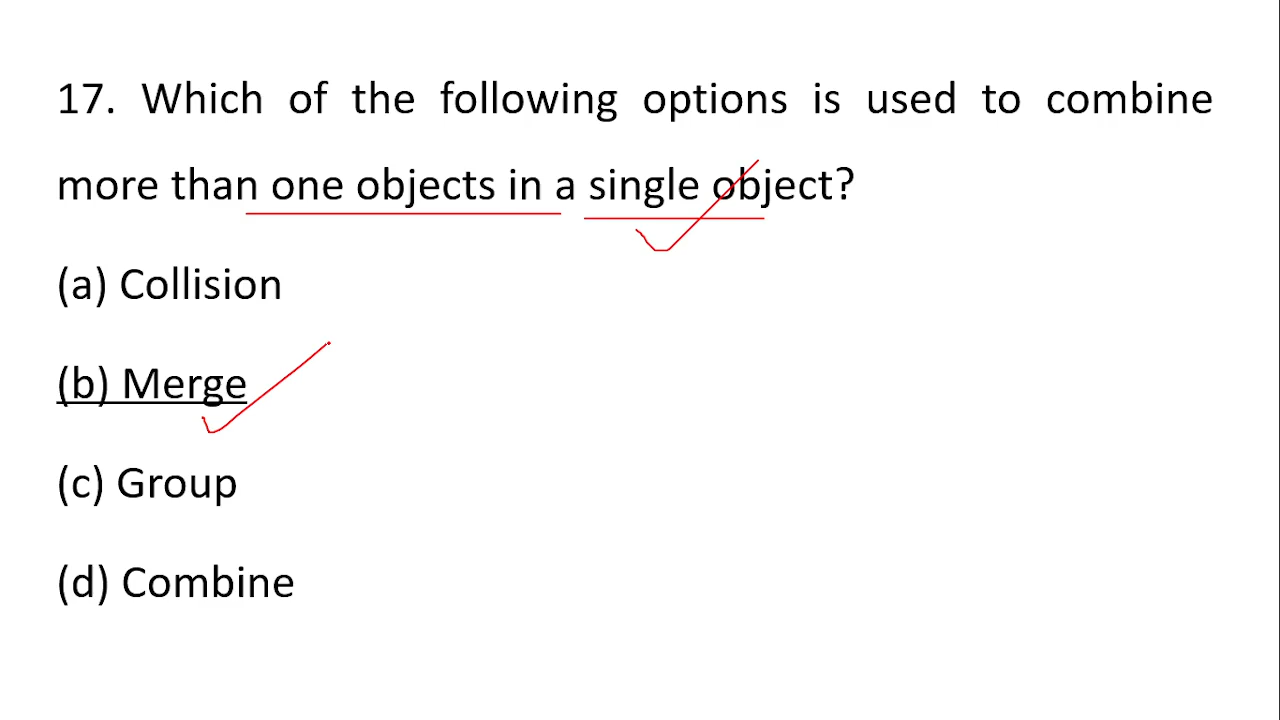 17. Which of the following options is used to combine
more than one objects in a single object?
(a) Collision
(b) Merge
(c) Group
(d) Combine